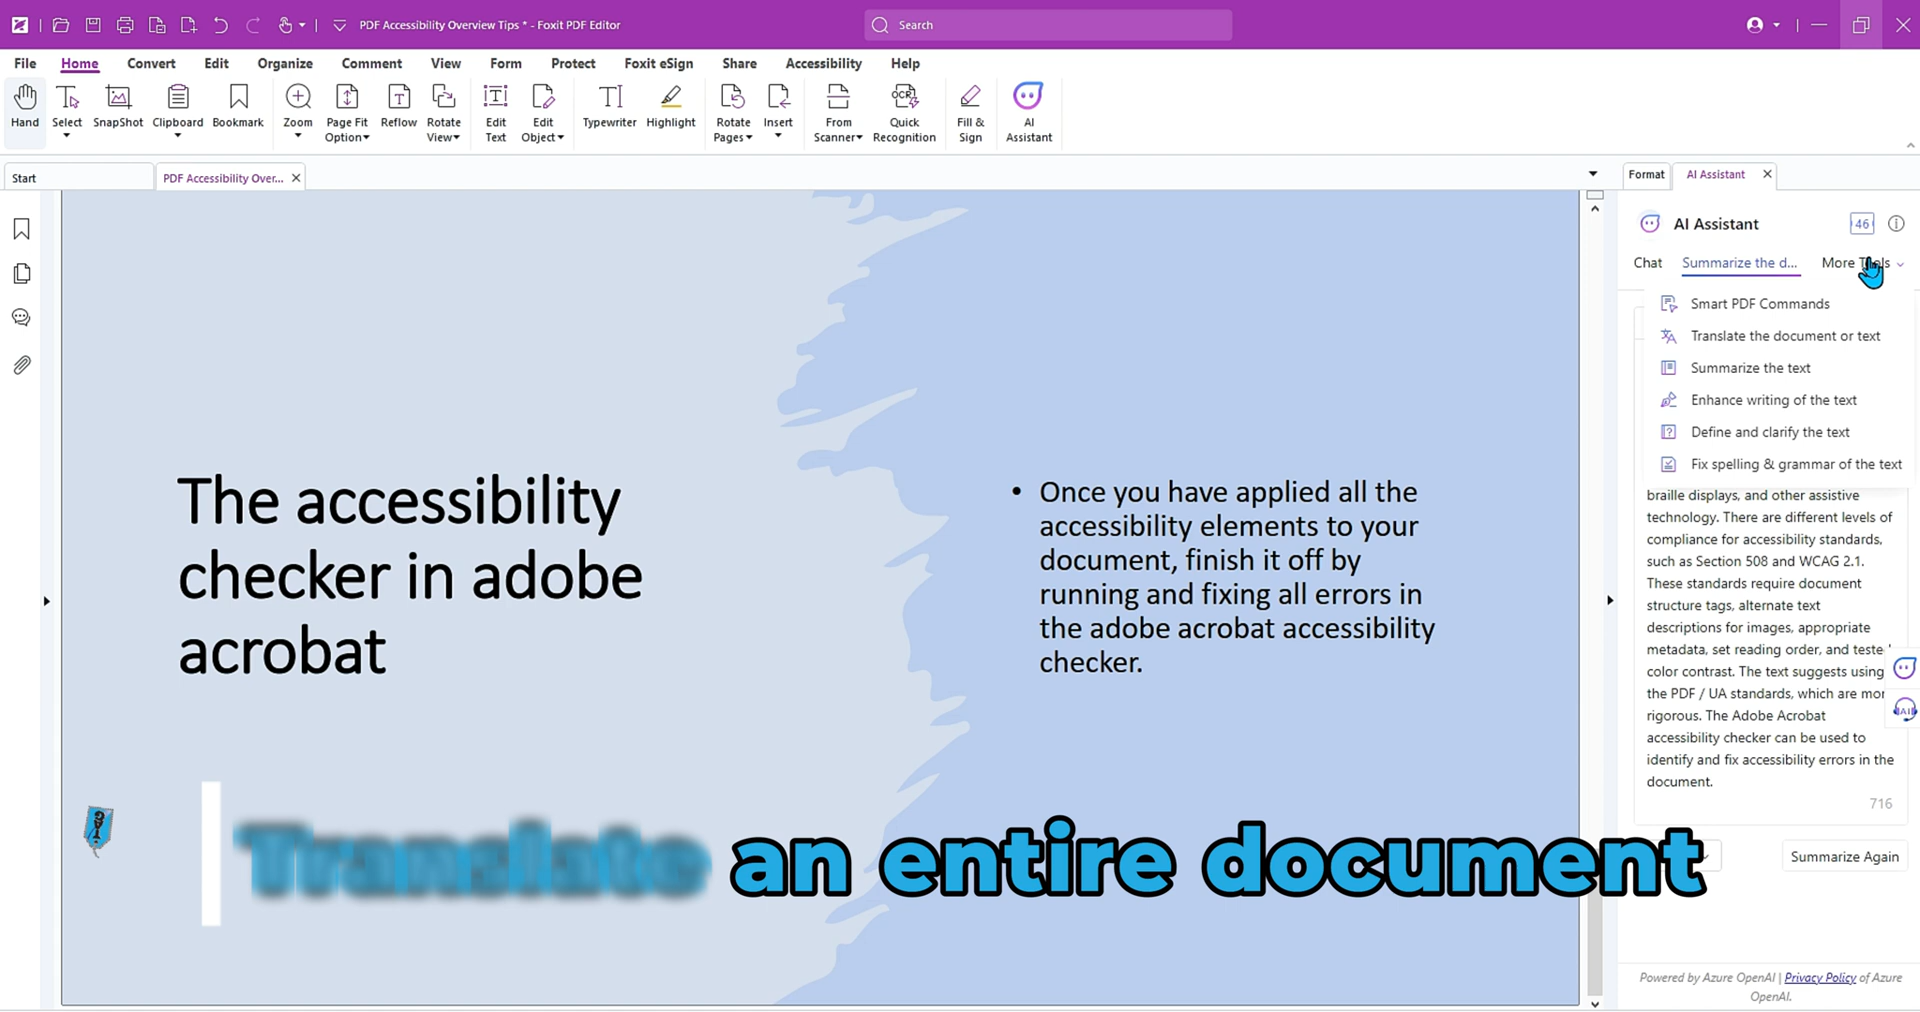 PDF Accessibility Overview Tips * - Foxit PDF Editor
Search
File Home Convert Edit Organize Comment View Form Protect Foxit eSign Share Accessibility Help
Hand
Select
SnapShot
Clipboard
Bookmark
Zoom
Page Fit
Option
Reflow
Rotate
View
Edit
Text
Edit
Object
Typewriter
Highlight
Rotate
Pages
Insert
From
Scanner
OCR
Quick
Recognition
Fill &
Sign
AI
Assistant
Start
PDF Accessibility Over...
Format
AI Assistant
The accessibility
checker in adobe
acrobat
• Once you have applied all the
accessibility elements to your
document, finish it off by
running and fixing all errors in
the adobe acrobat accessibility
checker.
Translate an entire document
AI Assistant
46
Chat Summarize the d... More
Smart PDF Commands
Translate the document or text
Summarize the text
Enhance writing of the text
Define and clarify the text
Fix spelling & grammar of the text
braille displays, and other assistive
technology. There are different levels of
compliance for accessibility standards,
such as Section 508 and WCAG 2.1.
These standards require document
structure tags, alternate text
descriptions for images, appropriate
metadata, set reading order, and teste
color contrast. The text suggests using
the PDF / UA standards, which are mor
rigorous. The Adobe Acrobat
accessibility checker can be used to
identify and fix accessibility errors in the
document.
716
AI
Summarize Again
Powered by Azure OpenAI | Privacy Policy of Azure
OpenAI.